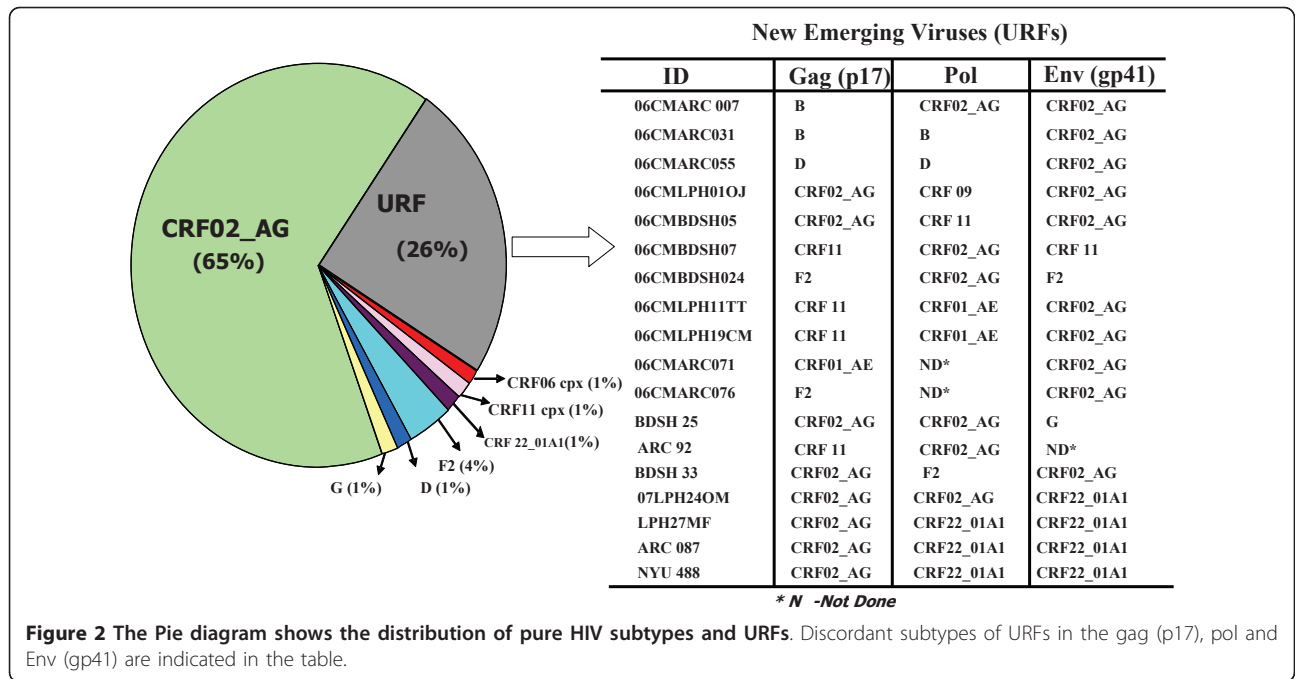 New Emerging Viruses (URFs)
ID Gag (p17) Pol Env (gp41)
06CMARC 007 B CRF02_AG CRF02_AG
06CMARC031 B B CRF02_AG
06CMARC055 D D CRF02_AG
06CMLPH01OJ CRF02_AG CRF 09 CRF02_AG
06CMBDSH05 CRF02_AG CRF 11 CRF02_AG
06CMBDSH07 CRF11 CRF02_AG CRF 11
06CMBDSH024 F2 CRF02_AG F2
06CMLPH11TT CRF 11 CRF01_AE CRF02_AG
06CMLPH19CM CRF 11 CRF01_AE CRF02_AG
06CMARC071 CRF01_AE ND* CRF02_AG
06CMARC076 F2 ND* CRF02_AG
BDSH 25 CRF02_AG CRF02_AG G
ARC 92 CRF 11 CRF02_AG ND*
BDSH 33 CRF02_AG F2 CRF02_AG
07LPH24OM CRF02_AG CRF02_AG CRF22_01A1
LPH27MF CRF02_AG CRF22_01A1 CRF22_01A1
ARC 087 CRF02_AG CRF22_01A1 CRF22_01A1
NYU 488 CRF02_AG CRF22_01A1 CRF22_01A1
* N -Not Done
CRF02_AG
(65%)
URF
(26%)
CRF06 cpx (1%)
CRF11 cpx (1%)
CRF 22_01A1(1%)
F2 (4%)
D (1%)
G (1%)
Figure 2 The Pie diagram shows the distribution of pure HIV subtypes and URFs. Discordant subtypes of URFs in the gag (p17), pol and
Env (gp41) are indicated in the table.